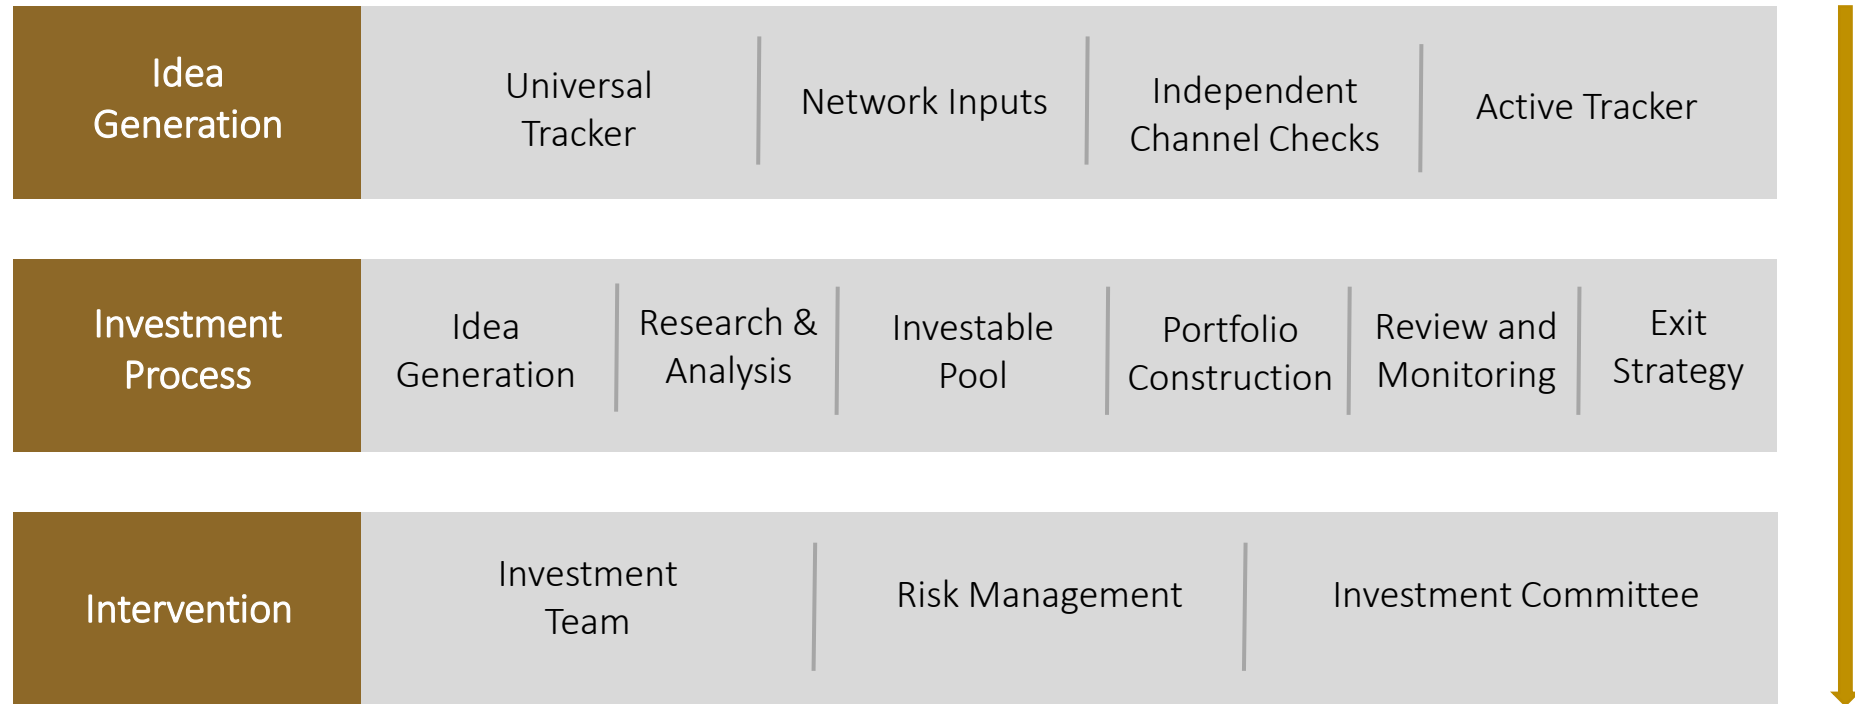 Idea
Generation
Universal
Tracker
Network Inputs
Independent
Channel Checks
Active Tracker
Investment
Process
Idea
Generation
Research &
Analysis
Investable
Pool
Portfolio
Construction
Review and
Monitoring
Exit
Strategy
Intervention
Investment
Team
Risk Management
Investment Committee